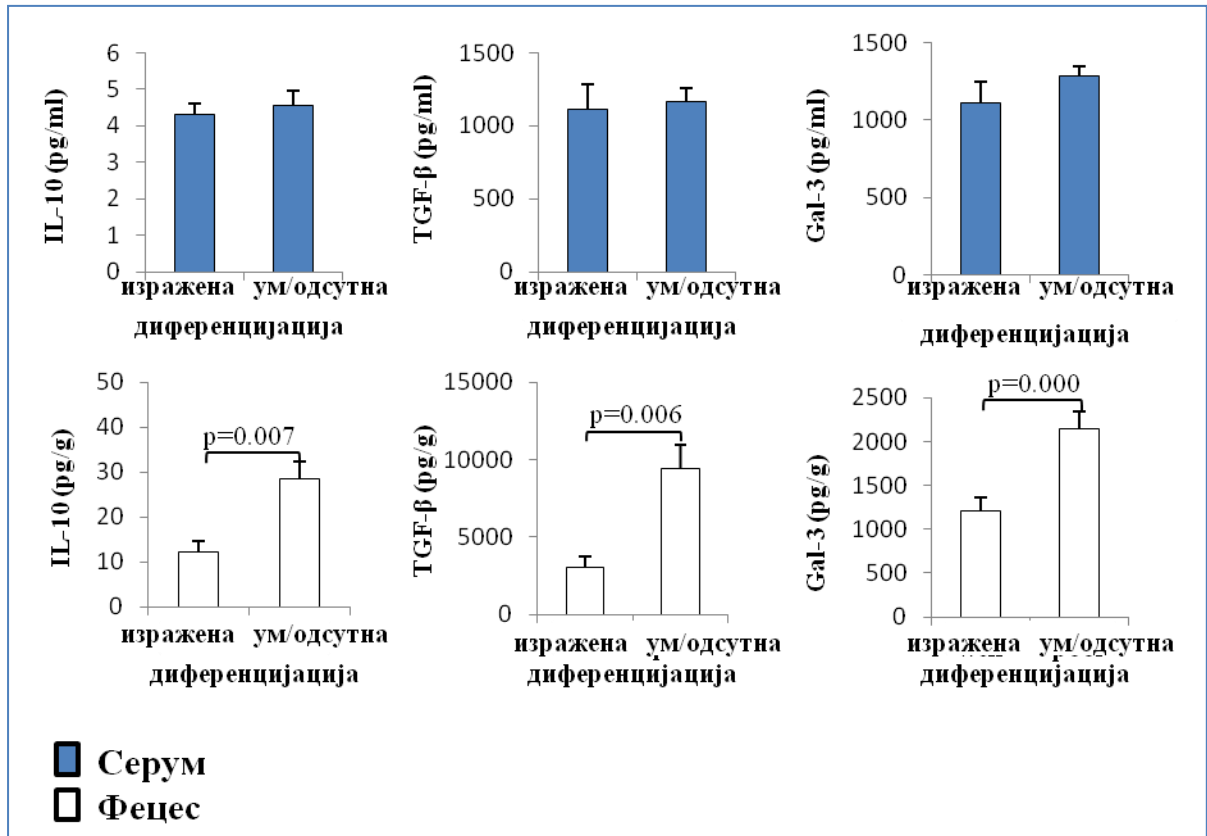 6
5
4
3
2
1
0
IL-10 (pg/ml)
изражена ум/одсутна
диференцијација
1500
1000
500
0
TGF-β (pg/ml)
изражена ум/одсутна
диференцијација
1500
1000
500
0
Gal-3 (pg/ml)
изражена ум/одсутна
диференцијација
50
40
30
20
10
0
IL-10 (pg/g)
p=0.007
изражена ум/одсутна
диференцијација
15000
10000
5000
0
TGF-β (pg/g)
p=0.006
изражена ум/одсутна
диференцијација
2500
2000
1500
1000
500
0
Gal-3 (pg/g)
p=0.000
изражена ум/одсутна
диференцијација
Серум
Фецес